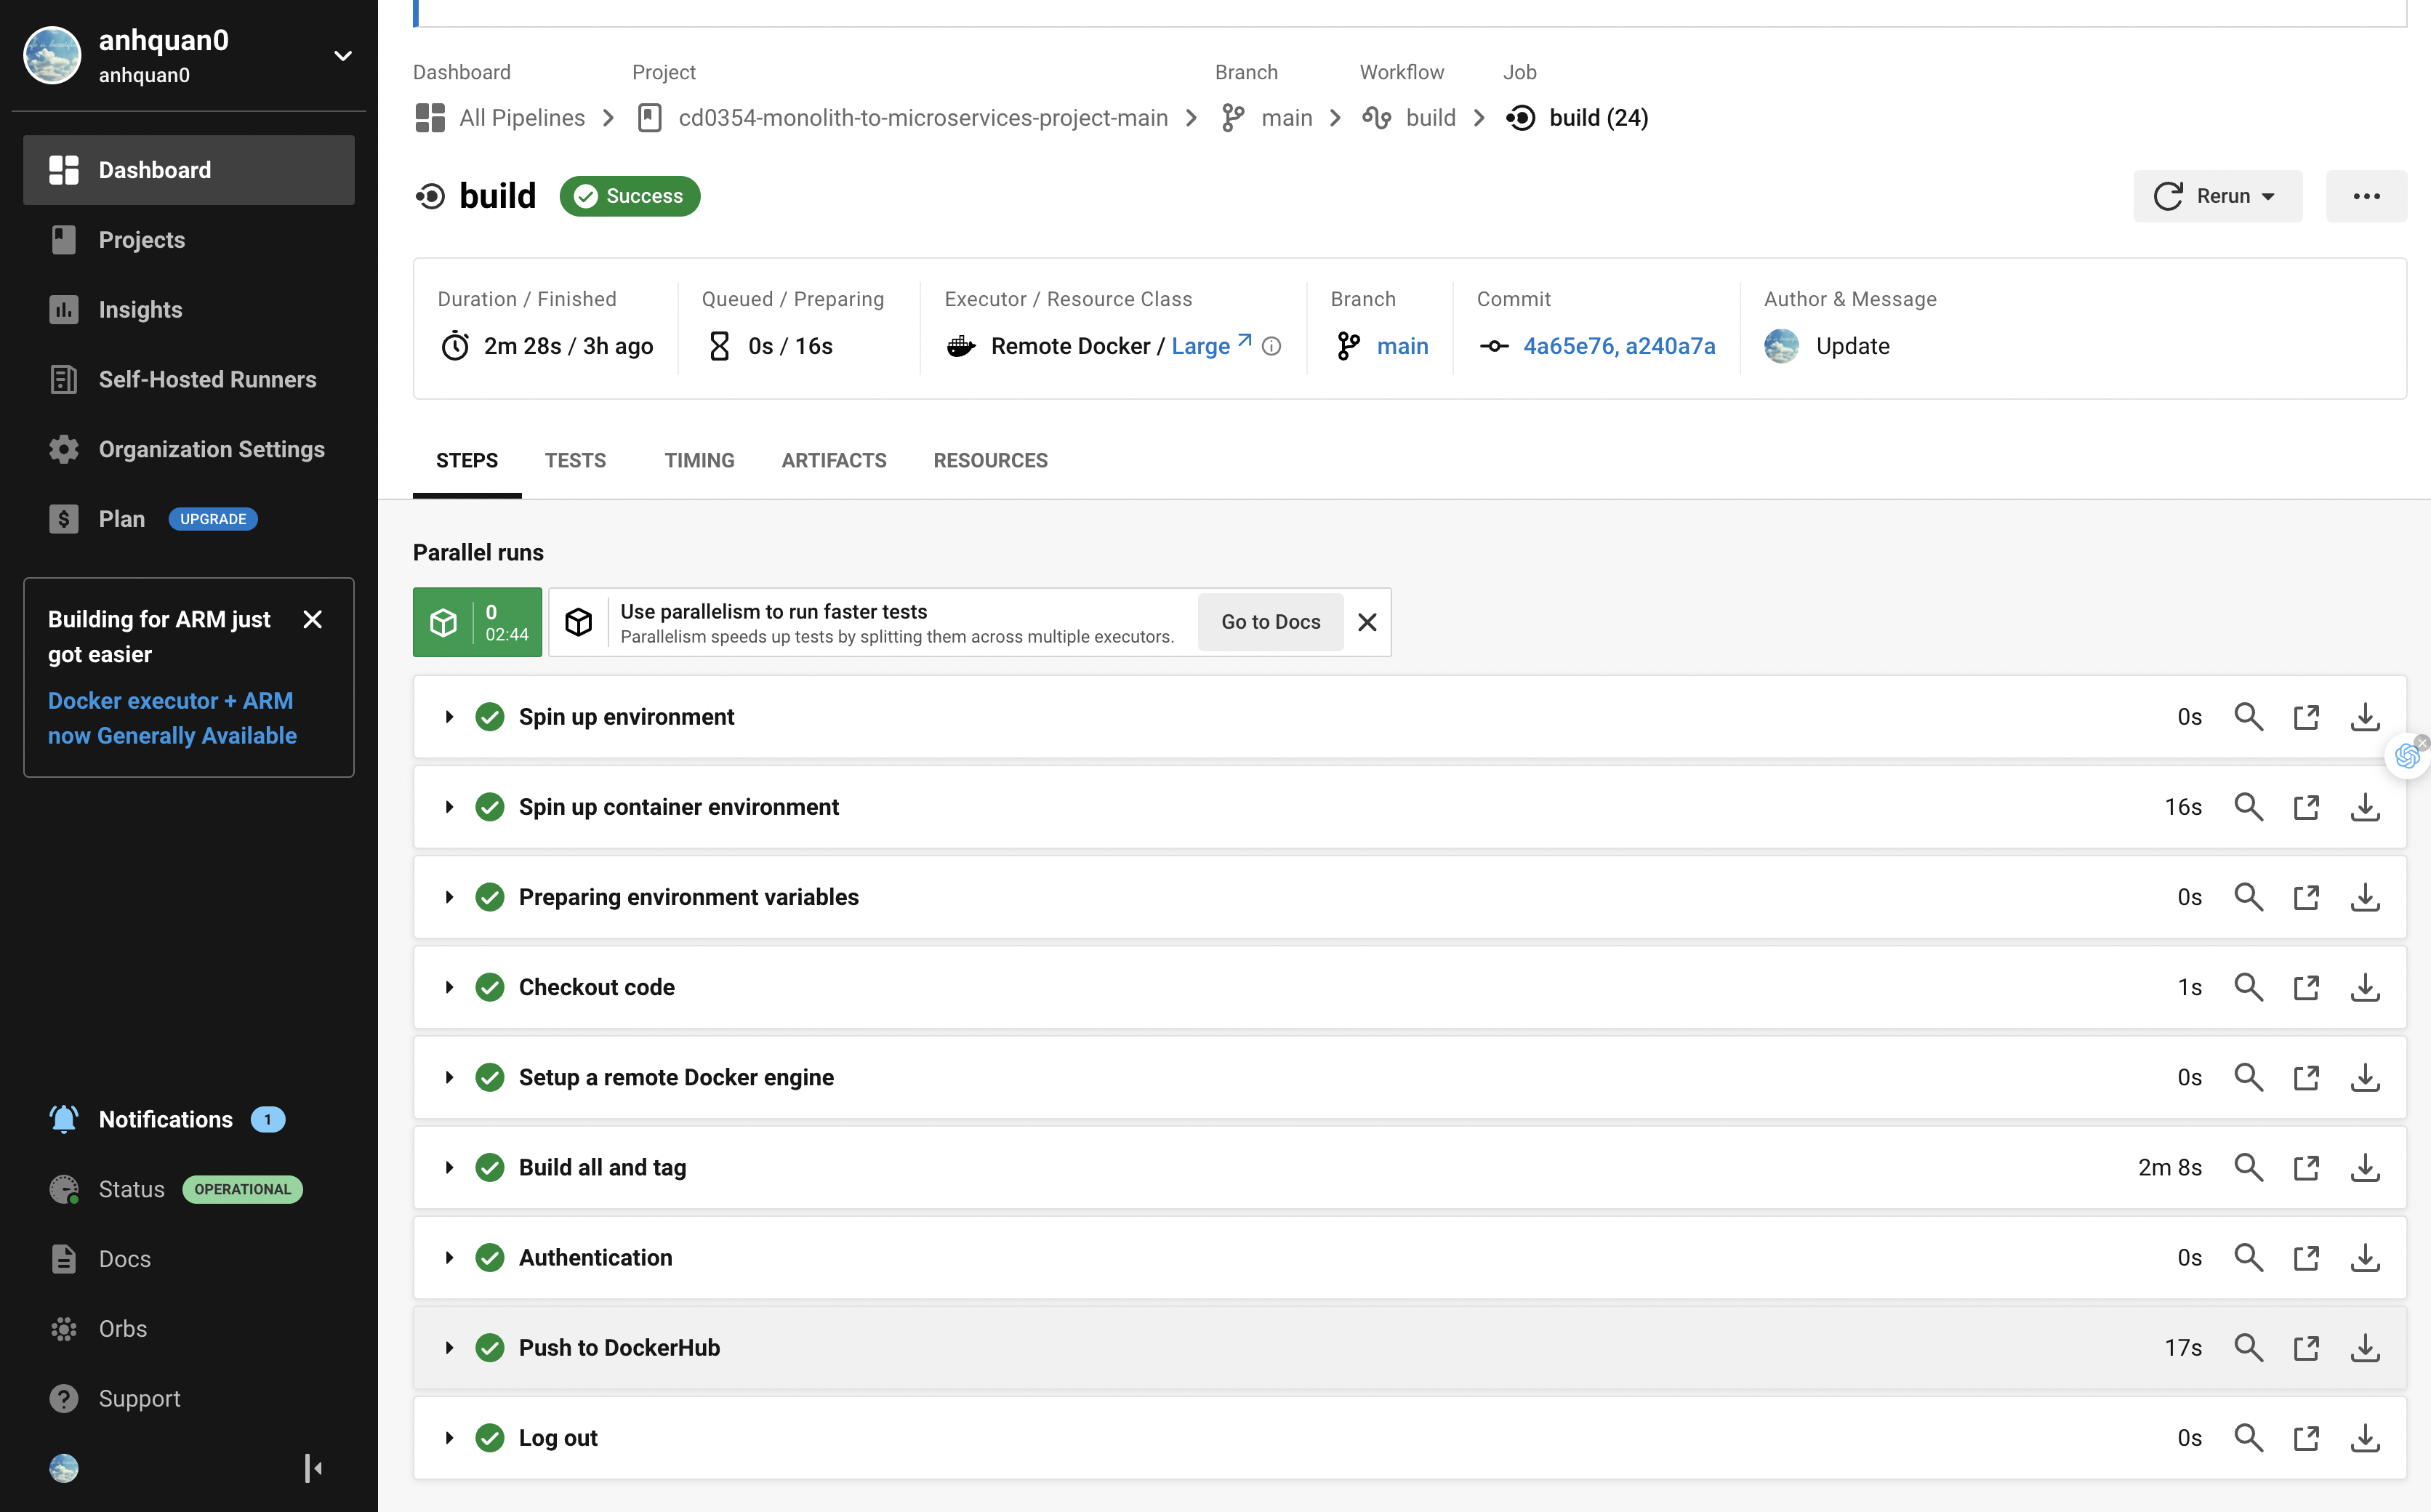 anhquan0
anhquan0
Dashboard
Projects
Insights
Self-Hosted Runners
Organization Settings
Plan UPGRADE
Building for ARM just
got easier
Docker executor + ARM
now Generally Available
Notifications 1
Status OPERATIONAL
Docs
Orbs
Support
Dashboard Project Branch Workflow Job
All Pipelines cd0354-monolith-to-microservices-project-main main build build (24)
build Success
Rerun
Duration / Finished
2m 28s / 3h ago
Queued / Preparing
0s / 16s
Executor / Resource Class
Remote Docker / Large
Branch
main
Commit
4a65e76, a240a7a
Author & Message
Update
STEPS TESTS TIMING ARTIFACTS RESOURCES
Parallel runs
0
02:44
Use parallelism to run faster tests
Parallelism speeds up tests by splitting them across multiple executors.
Go to Docs
Spin up environment 0s
Spin up container environment 16s
Preparing environment variables 0s
Checkout code 1s
Setup a remote Docker engine 0s
Build all and tag 2m 8s
Authentication 0s
Push to DockerHub 17s
Log out 0s